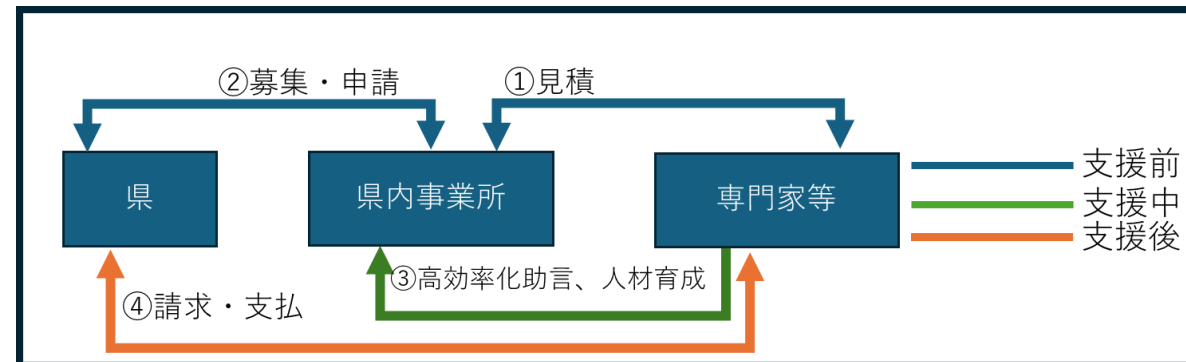 ②募集・申請
①見積
県
県内事業所
専門家等
支援前
支援中
支援後
③高効率化助言、人材育成
④請求・支払